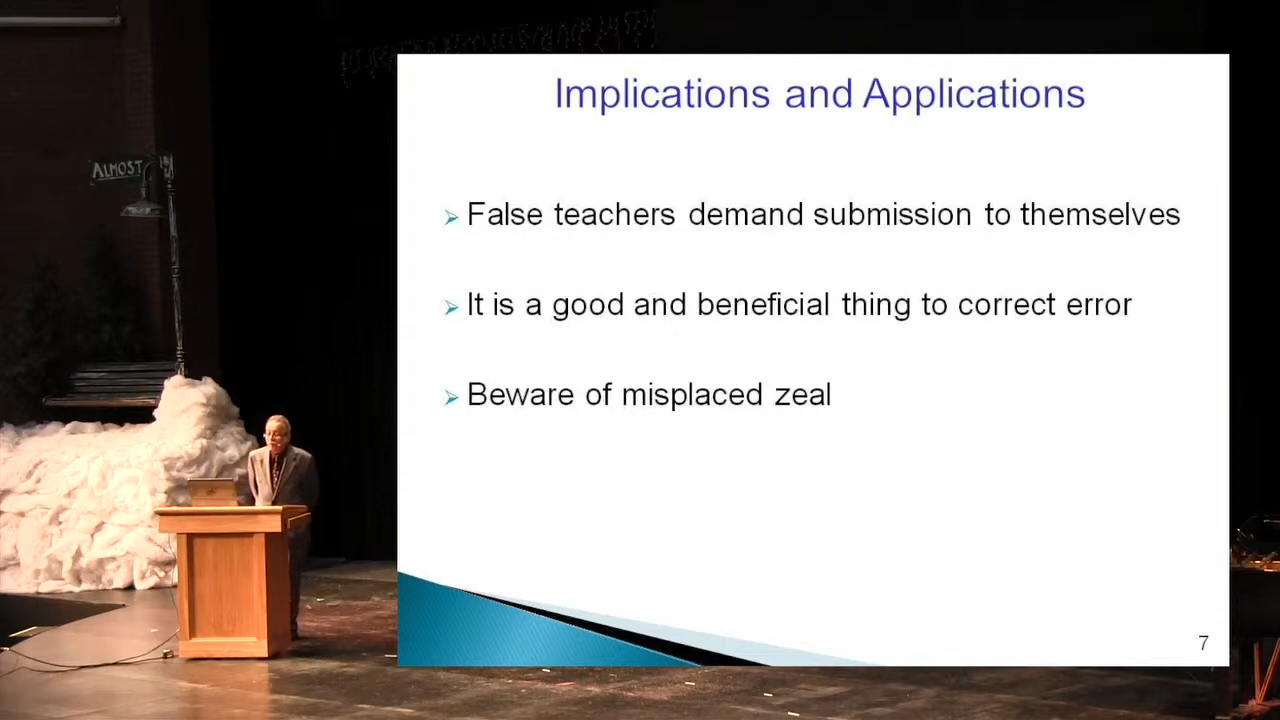 ALMOST
Implications and Applications
False teachers demand submission to themselves
It is a good and beneficial thing to correct error
Beware of misplaced zeal
7